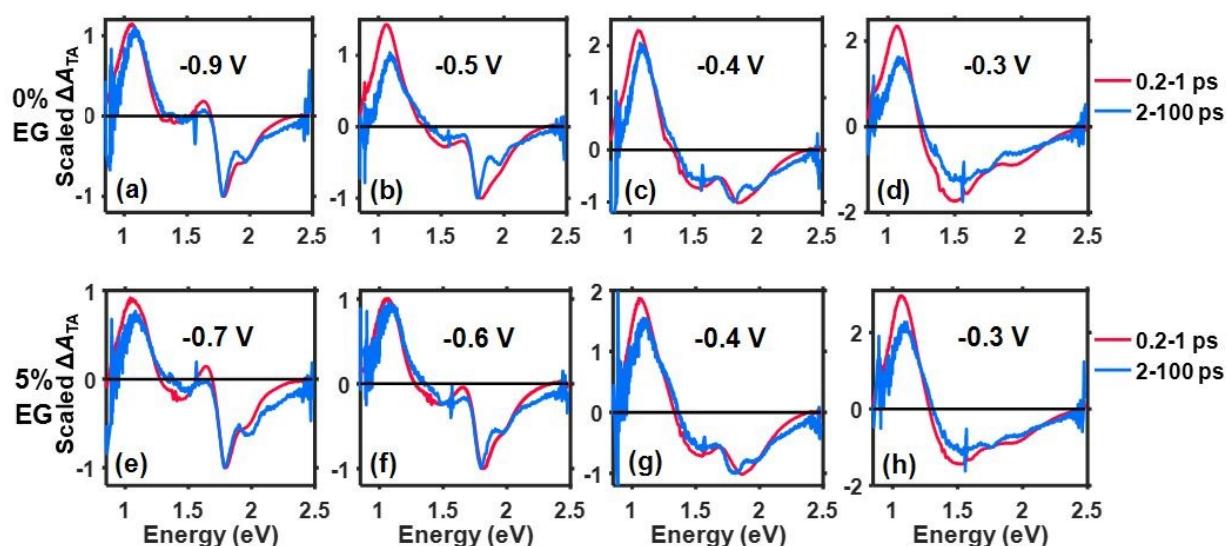 -0.9 V
-0.5 V
-0.4 V
-0.3 V
0%
EG
Scaled ΔA_TA
1
0
-1
1
0
-1
2
1
0
-1
2
0
-2
(a)
(b)
(c)
(d)
1 1.5 2 2.5
1 1.5 2 2.5
1 1.5 2 2.5
1 1.5 2 2.5
0.2-1 ps
2-100 ps
-0.7 V
-0.6 V
-0.4 V
-0.3 V
5%
EG
Scaled ΔA_TA
1
0
-1
1
0
-1
2
1
0
-1
2
0
-2
(e)
(f)
(g)
(h)
1 1.5 2 2.5
1 1.5 2 2.5
1 1.5 2 2.5
1 1.5 2 2.5
Energy (eV)
Energy (eV)
Energy (eV)
Energy (eV)
0.2-1 ps
2-100 ps